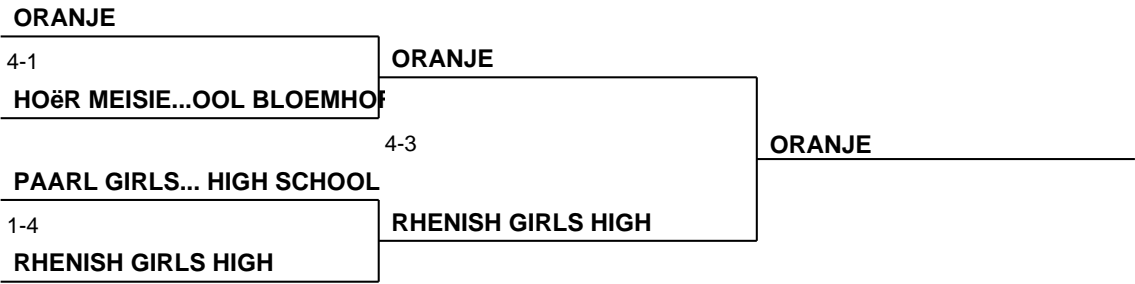 ORANJE
4-1
ORANJE
HOëR MEISIE...OOL BLOEMHOF
4-3
ORANJE
PAARL GIRLS... HIGH SCHOOL
1-4
RHENISH GIRLS HIGH
RHENISH GIRLS HIGH